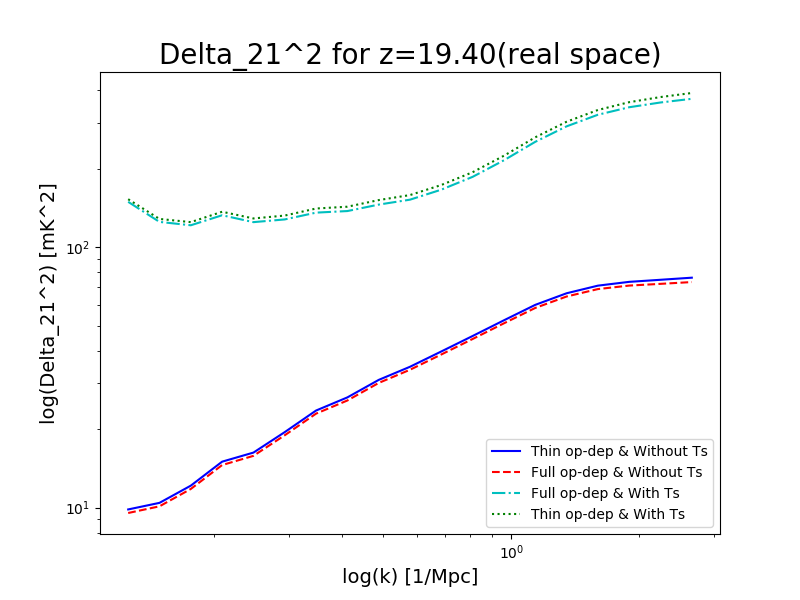 Delta_21^2 for z=19.40(real space)
log(Delta_21^2) [mK^2]
10^2
10^1
10^0
log(k) [1/Mpc]
Thin op-dep & Without Ts
Full op-dep & Without Ts
Full op-dep & With Ts
Thin op-dep & With Ts